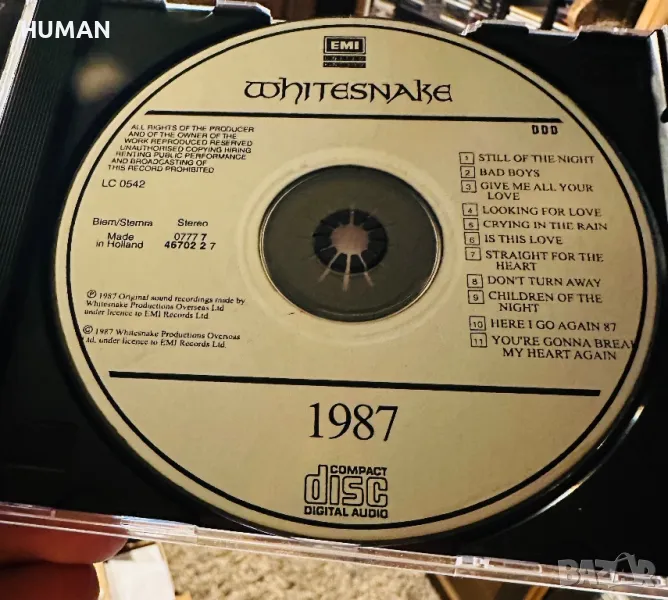 HUMAN
EMI
WHITESNAKE
ALL RIGHTS OF THE PRODUCER
AND OF THE OWNER OF THE
WORK REPRODUCED RESERVED
UNAUTHORISED COPYING HIRING
RENTING PUBLIC PERFORMANCE
AND BROADCASTING OF
THIS RECORD PROHIBITED
LC 0542
DDD
Biem/Stemra Stereo
Made 0777 7
in Holland 46702 2 7
℗ 1987 Original sound recordings made by
Whitesnake Productions Overseas Ltd
under licence to EMI Records Ltd.
© 1987 Whitesnake Productions Overseas
Ltd. under licence to EMI Records Ltd.
1 STILL OF THE NIGHT
2 BAD BOYS
3 GIVE ME ALL YOUR
LOVE
4 LOOKING FOR LOVE
5 CRYING IN THE RAIN
6 IS THIS LOVE
7 STRAIGHT FOR THE
HEART
8 DON'T TURN AWAY
9 CHILDREN OF THE
NIGHT
10 HERE I GO AGAIN 87
11 YOU'RE GONNA BREAK
MY HEART AGAIN
1987
COMPACT
disc
DIGITAL AUDIO
BAZAR